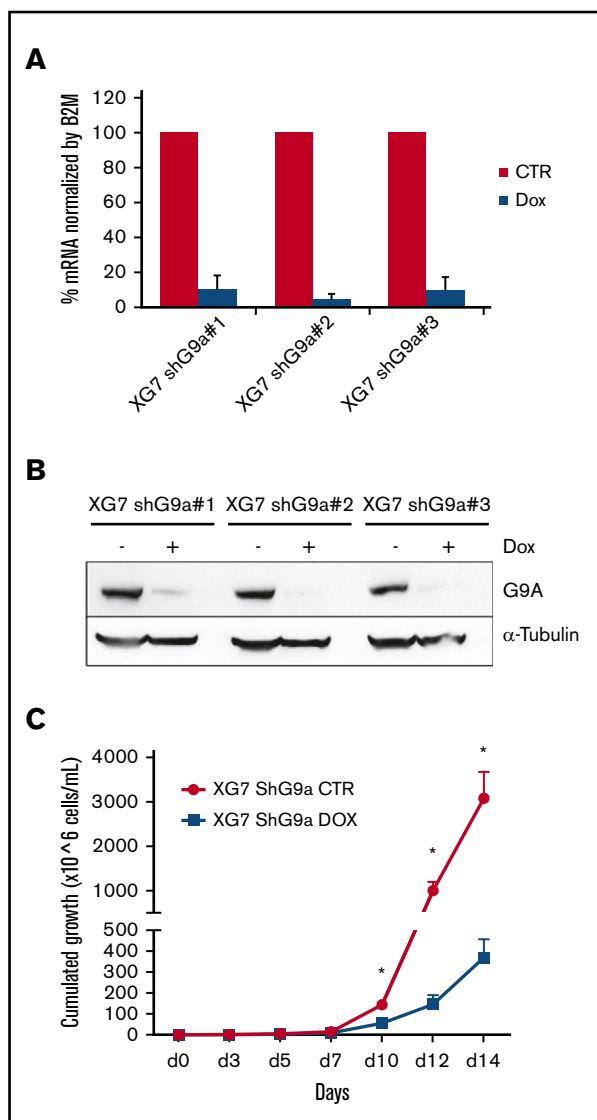 A
% mRNA normalized by B2M
120
100
80
60
40
20
0
CTR
Dox
XG7 shG9a#1
XG7 shG9a#2
XG7 shG9a#3
B
XG7 shG9a#1 XG7 shG9a#2 XG7 shG9a#3
- + - + - + Dox
G9A
α-Tubulin
C
Cumulated growth (x10^6 cells/mL)
4000
3000
2000
1000
500
400
300
200
100
0
XG7 ShG9a CTR
XG7 ShG9a DOX
*
*
*
d0 d3 d5 d7 d10 d12 d14
Days